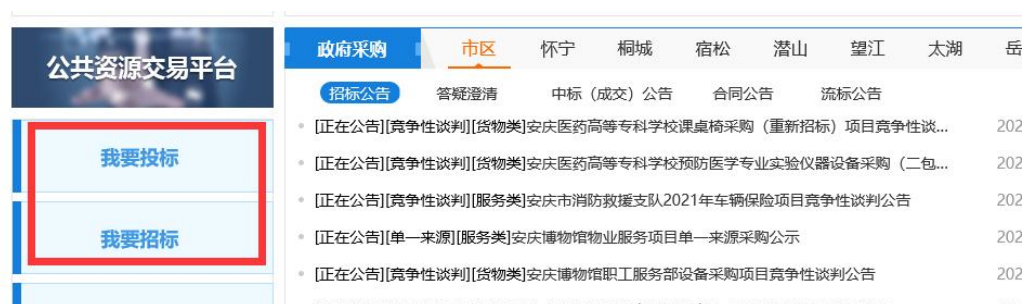 公共资源交易平台
我要投标
我要招标
政府采购 市区 怀宁 桐城 宿松 潜山 望江 太湖 岳
招标公告 答疑澄清 中标（成交）公告 合同公告 流标公告
[正在公告][竞争性谈判][货物类]安庆医药高等专科学校课桌椅采购（重新招标）项目竞争性谈... 202
[正在公告][竞争性谈判][货物类]安庆医药高等专科学校预防医学专业实验仪器设备采购（二包... 202
[正在公告][竞争性谈判][服务类]安庆市消防救援支队2021年车辆保险项目竞争性谈判公告 202
[正在公告][单一来源][服务类]安庆博物馆物业服务项目单一来源采购公示 202
[正在公告][竞争性谈判][货物类]安庆博物馆职工服务部设备采购项目竞争性谈判公告 202